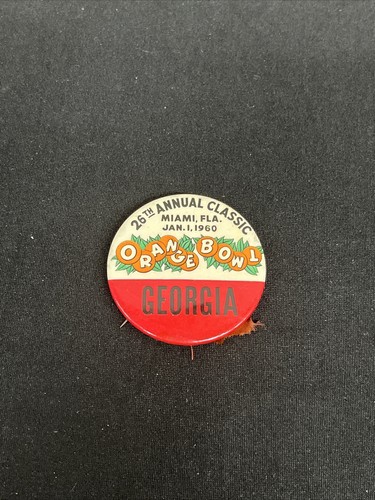 26TH ANNUAL CLASSIC
MIAMI, FLA.
JAN. 1, 1960
ORANGE BOWL
GEORGIA